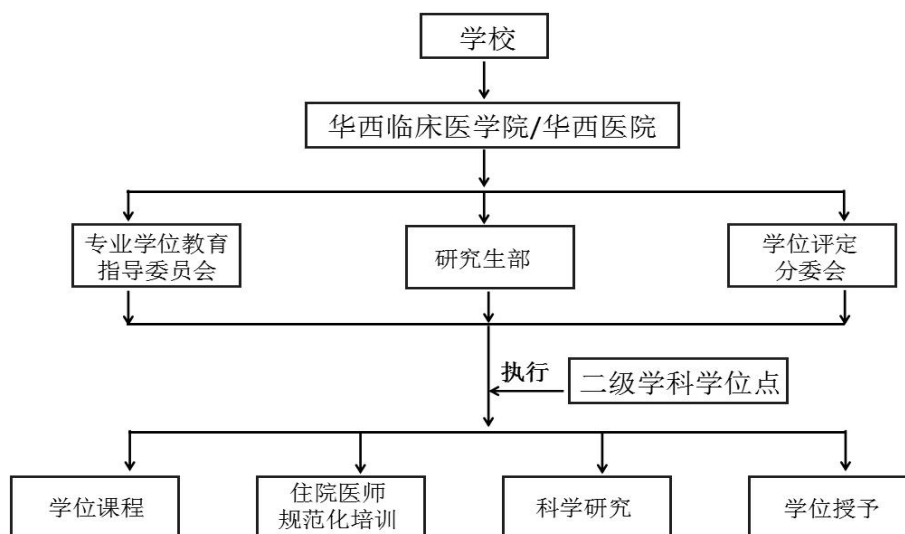 学校
华西临床医学院/华西医院
专业学位教育
指导委员会
研究生部
学位评定
分委会
执行
二级学科学位点
学位课程
住院医师
规范化培训
科学研究
学位授予